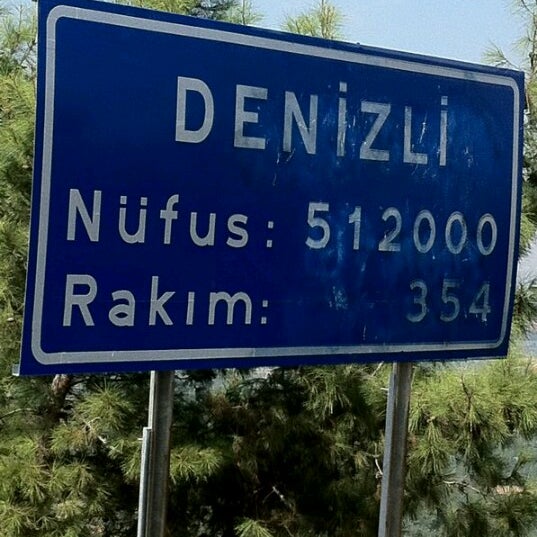 DENİZLİ
Nüfus: 512000
Rakım: 354